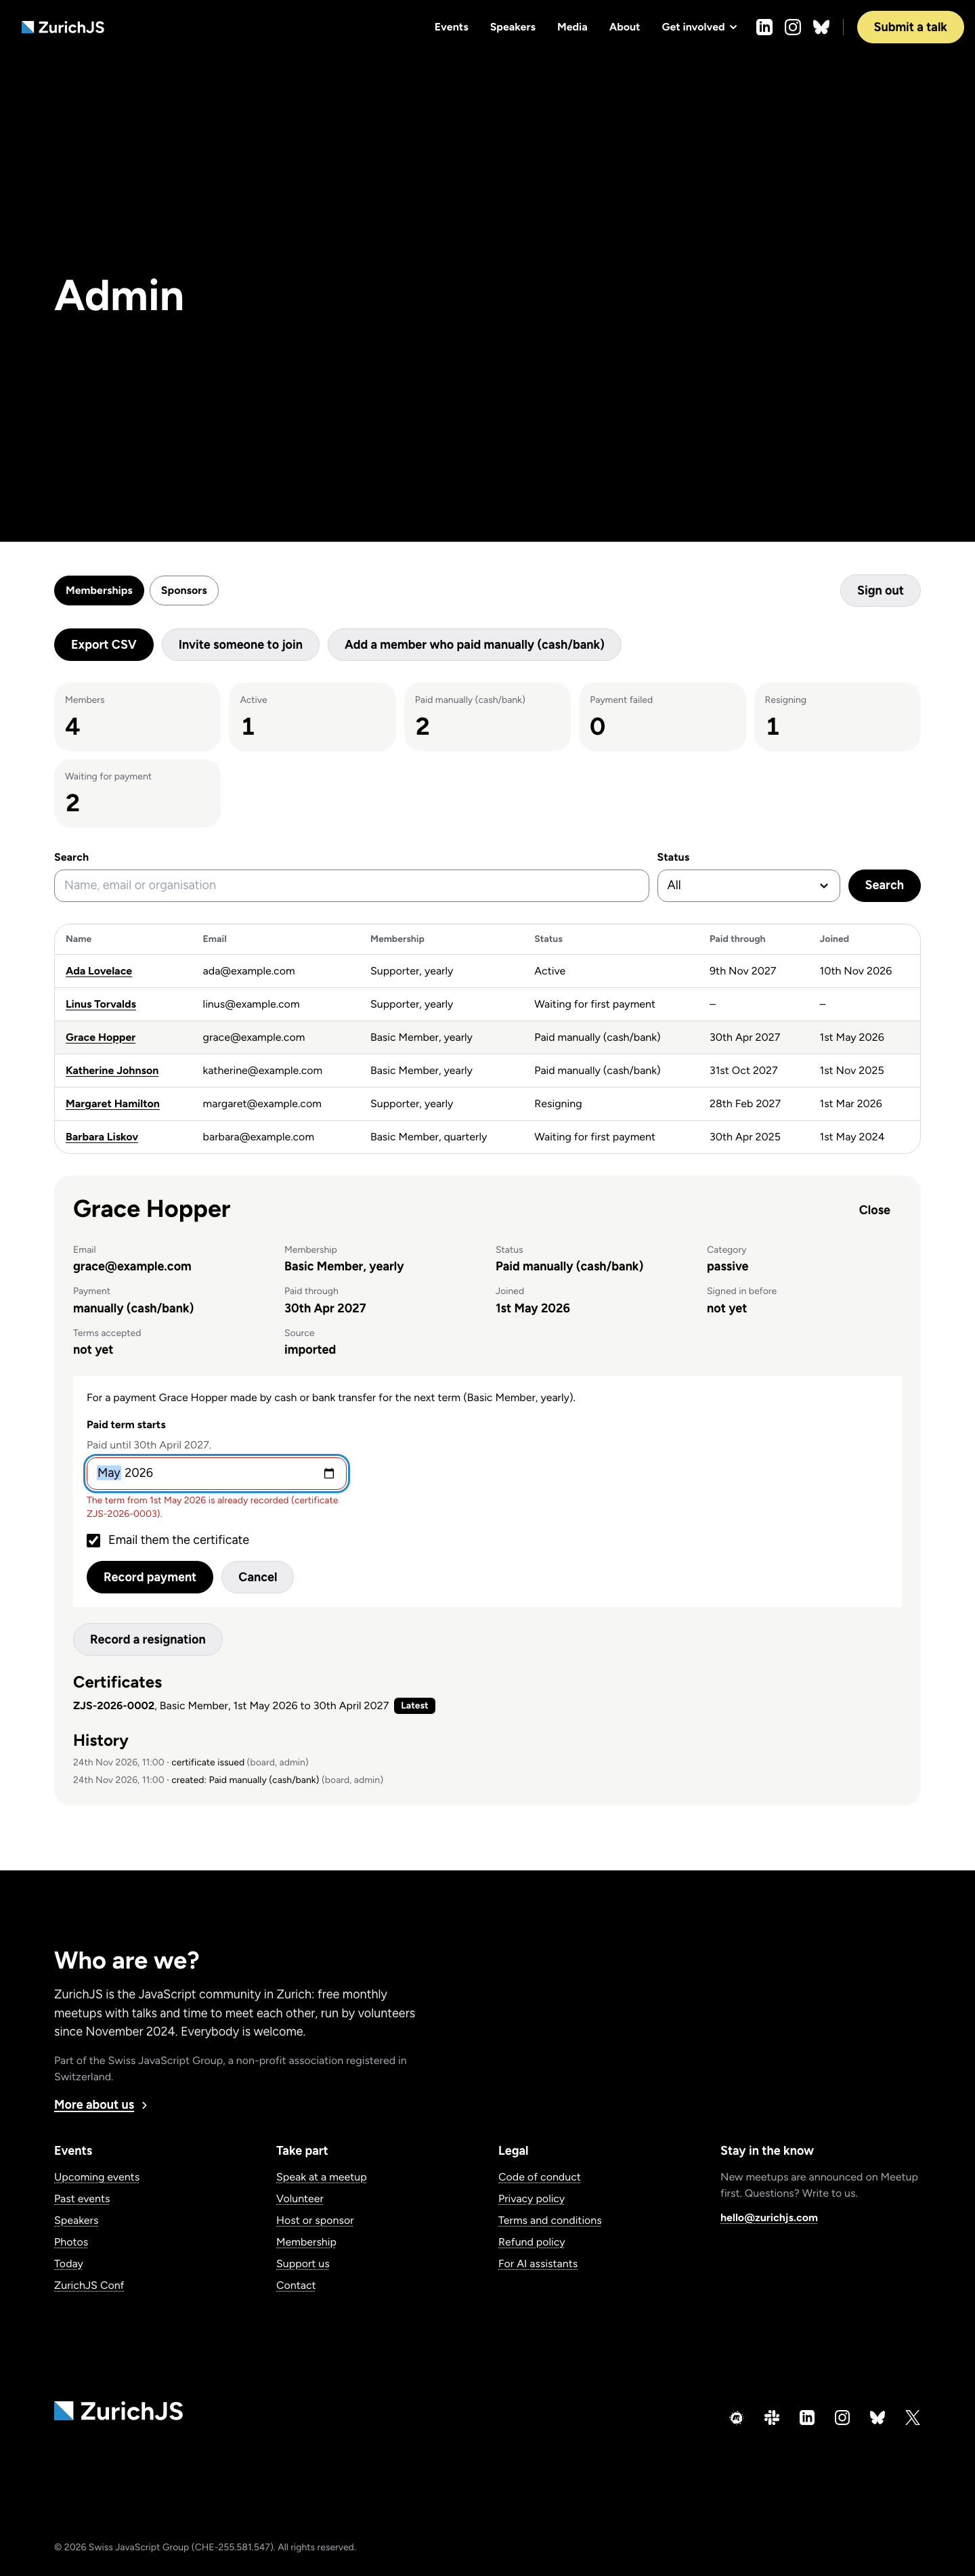 ZurichJS
Events Speakers Media About Get involved Submit a talk
Admin
Memberships Sponsors Sign out
Export CSV Invite someone to join Add a member who paid manually (cash/bank)
Members Active Paid manually (cash/bank) Payment failed Resigning
4 1 2 0 1
Waiting for payment
2
Search Status
Name, email or organisation All Search
Name Email Membership Status Paid through Joined
Ada Lovelace ada@example.com Supporter, yearly Active 9th Nov 2027 10th Nov 2026
Linus Torvalds linus@example.com Supporter, yearly Waiting for first payment – –
Grace Hopper grace@example.com Basic Member, yearly Paid manually (cash/bank) 30th Apr 2027 1st May 2026
Katherine Johnson katherine@example.com Basic Member, yearly Paid manually (cash/bank) 31st Oct 2027 1st Nov 2025
Margaret Hamilton margaret@example.com Supporter, yearly Resigning 28th Feb 2027 1st Mar 2026
Barbara Liskov barbara@example.com Basic Member, quarterly Waiting for first payment 30th Apr 2025 1st May 2024
Grace Hopper Close
Email Membership Status Category
grace@example.com Basic Member, yearly Paid manually (cash/bank) passive
Payment Paid through Joined Signed in before
manually (cash/bank) 30th Apr 2027 1st May 2026 not yet
Terms accepted Source
not yet imported
For a payment Grace Hopper made by cash or bank transfer for the next term (Basic Member, yearly).
Paid term starts
Paid until 30th April 2027.
May 2026
The term from 1st May 2026 is already recorded (certificate
ZJS-2026-0003).
Email them the certificate
Record payment Cancel
Record a resignation
Certificates
ZJS-2026-0002, Basic Member, 1st May 2026 to 30th April 2027 Latest
History
24th Nov 2026, 11:00 · certificate issued (board, admin)
24th Nov 2026, 11:00 · created: Paid manually (cash/bank) (board, admin)
Who are we?
ZurichJS is the JavaScript community in Zurich: free monthly
meetups with talks and time to meet each other, run by volunteers
since November 2024. Everybody is welcome.
Part of the Swiss JavaScript Group, a non-profit association registered in
Switzerland.
More about us
Events Take part Legal Stay in the know
Upcoming events Speak at a meetup Code of conduct New meetups are announced on Meetup
Past events Volunteer Privacy policy first. Questions? Write to us.
Speakers Host or sponsor Terms and conditions hello@zurichjs.com
Photos Membership Refund policy
Today Support us For AI assistants
ZurichJS Conf Contact
ZurichJS
© 2026 Swiss JavaScript Group (CHE-255.581.547). All rights reserved.